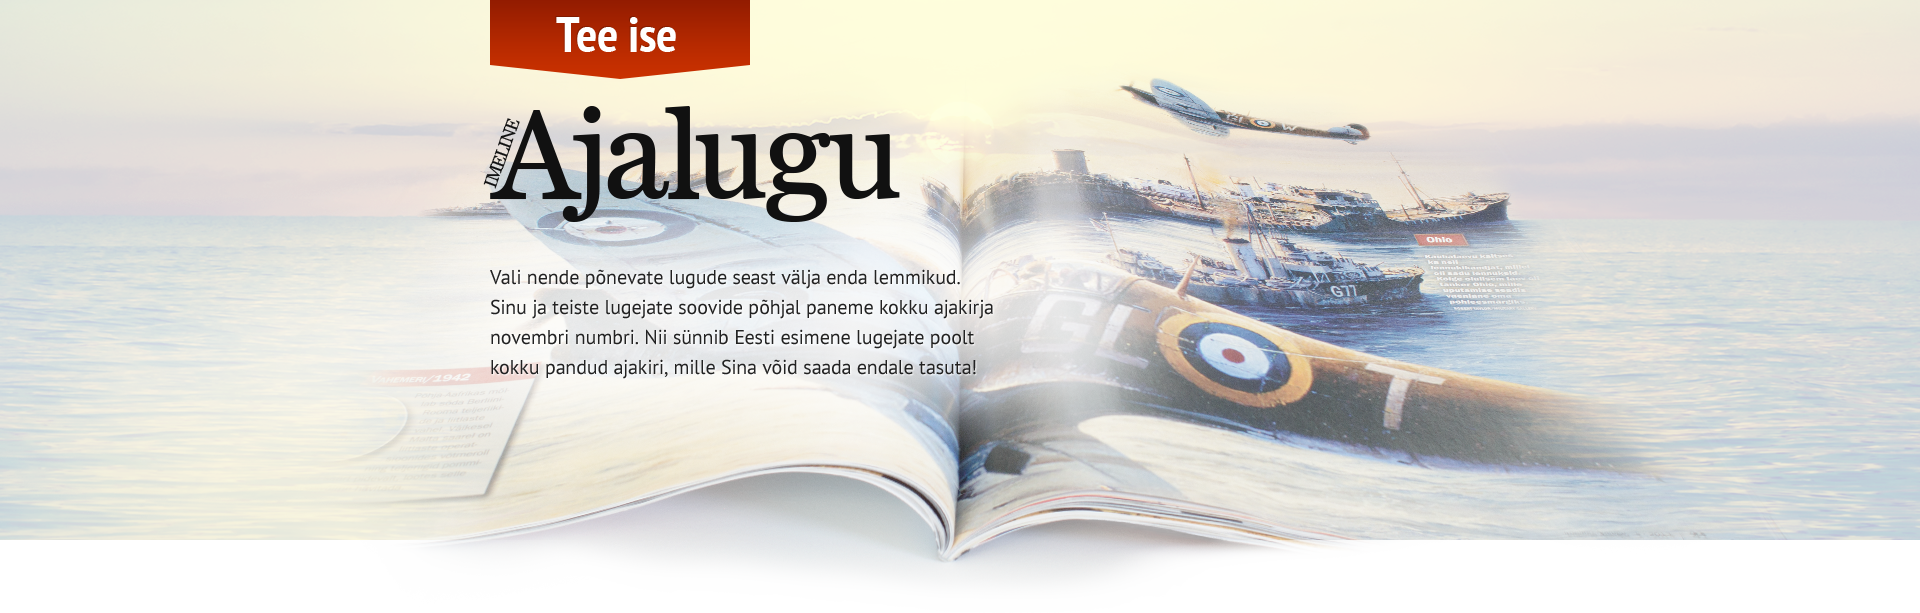 Tee ise
IMELINE
Ajalugu
Vali nende põnevate lugude seast välja enda lemmikud.
Sinu ja teiste lugejate soovide põhjal paneme kokku ajakirja
novembri numbri. Nii sünnib Eesti esimene lugejate poolt
kokku pandud ajakiri, mille Sina võid saada endale tasuta!
W
Ohio
G77
GL
T
/1942